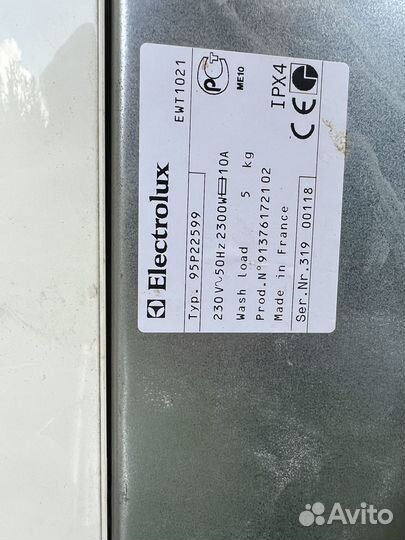 Electrolux
EWT1021
Typ. 95P22599
230V~50Hz 2300W 10A
Wash load 5 kg
Prod.N° 91376172102
Made in France
Ser.Nr. 319 00118
РСТ
ME10
IPX4
CE
Avito